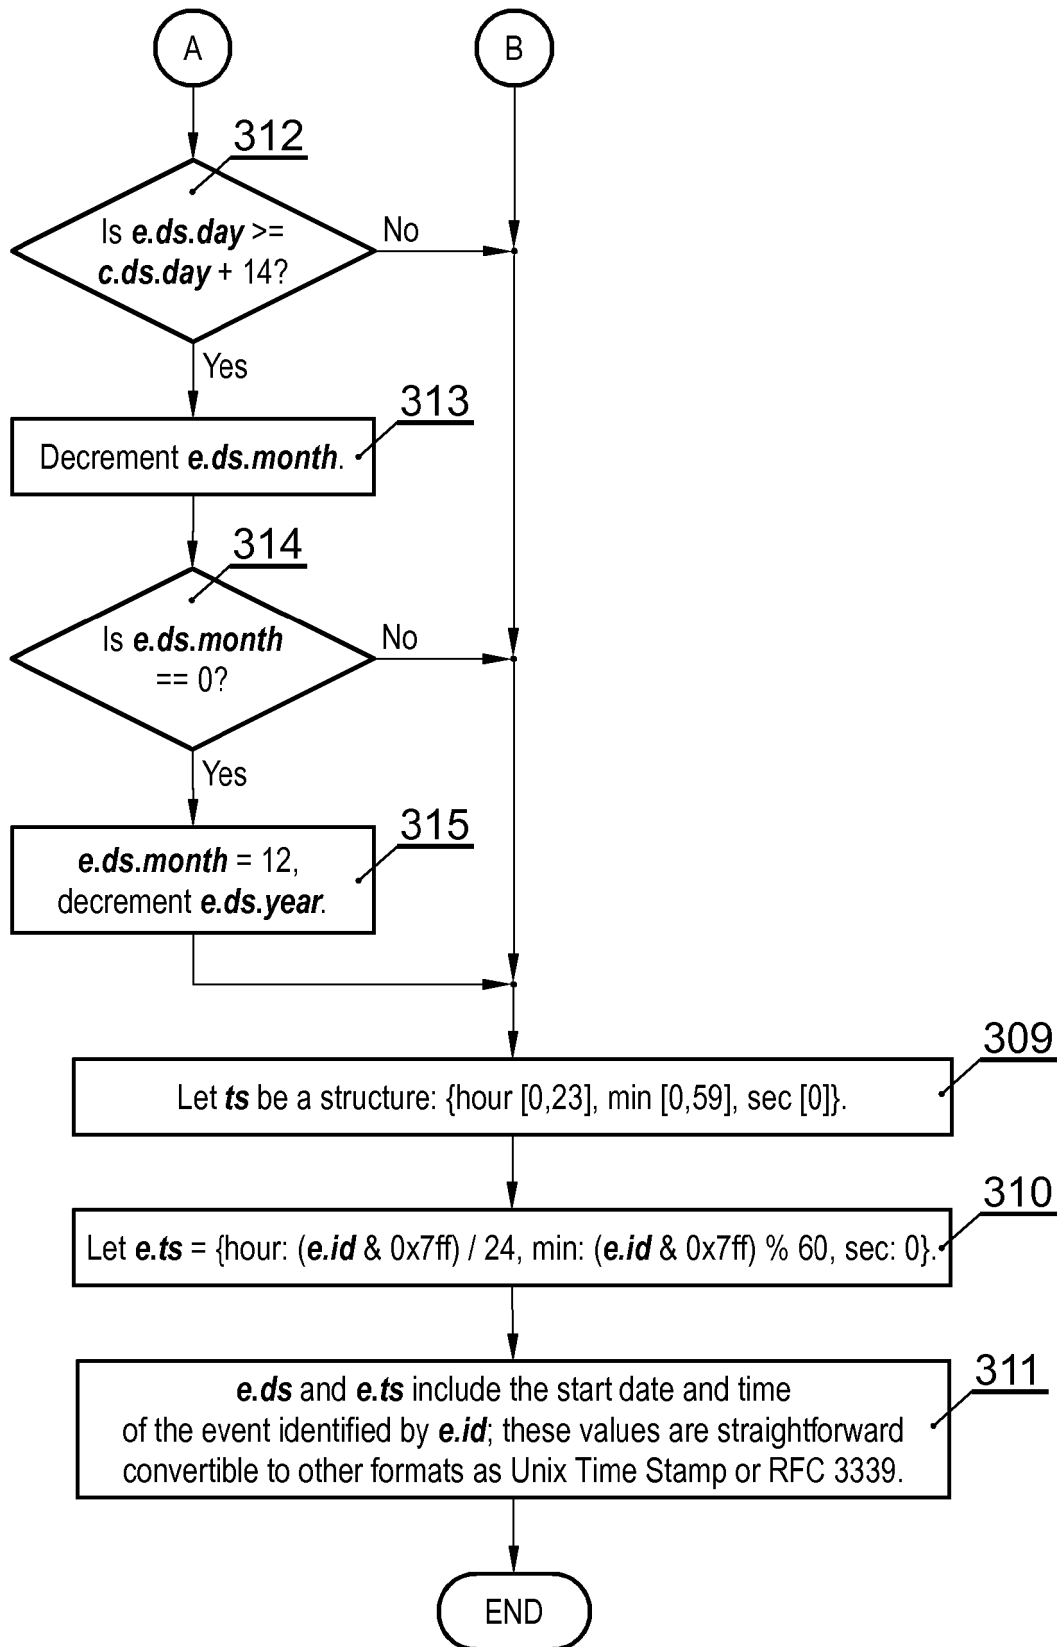 A
B
312
Is e.ds.day >=
c.ds.day + 14?
No
Yes
313
Decrement e.ds.month.
314
Is e.ds.month
== 0?
No
Yes
315
e.ds.month = 12,
decrement e.ds.year.
309
Let ts be a structure: {hour [0,23], min [0,59], sec [0]}.
310
Let e.ts = {hour: (e.id & 0x7ff) / 24, min: (e.id & 0x7ff) % 60, sec: 0}.
311
e.ds and e.ts include the start date and time
of the event identified by e.id; these values are straightforward
convertible to other formats as Unix Time Stamp or RFC 3339.
END